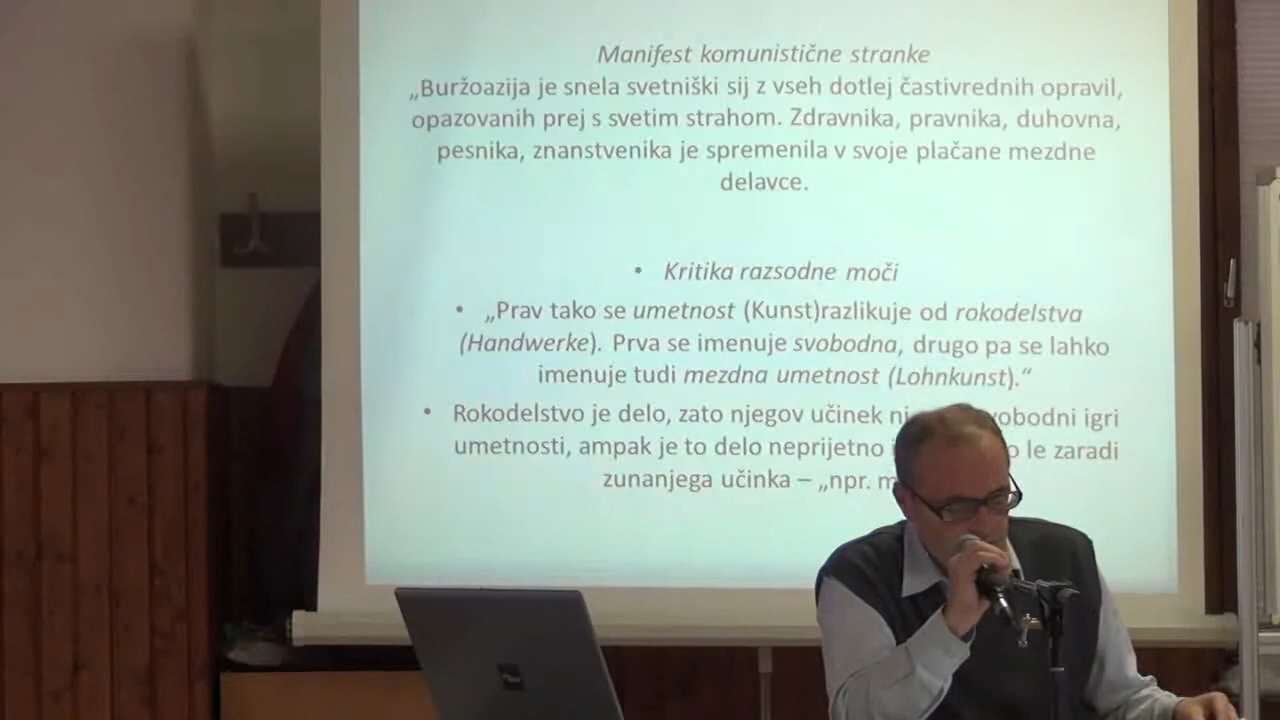 Manifest komunistične stranke
„Buržoazija je snela svetniški sij z vseh dotlej častivrednih opravil,
opazovanih prej s svetim strahom. Zdravnika, pravnika, duhovna,
pesnika, znanstvenika je spremenila v svoje plačane mezdne
delavce.
• Kritika razsodne moči
• „Prav tako se umetnost (Kunst)razlikuje od rokodelstva
(Handwerke). Prva se imenuje svobodna, drugo pa se lahko
imenuje tudi mezdna umetnost (Lohnkunst).“
• Rokodelstvo je delo, zato njegov učinek igri
umetnosti, ampak je to delo neprijetno le zaradi
zunanjega učinka – „npr.